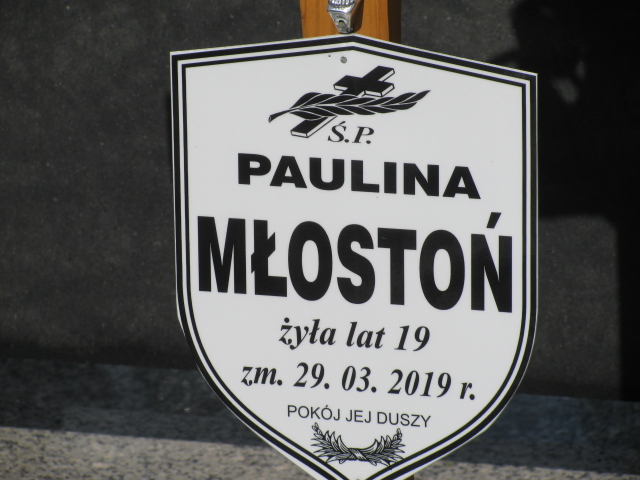 Ś.P.
PAULINA
MŁOSTOŃ
żyła lat 19
zm. 29. 03. 2019 r.
POKÓJ JEJ DUSZY